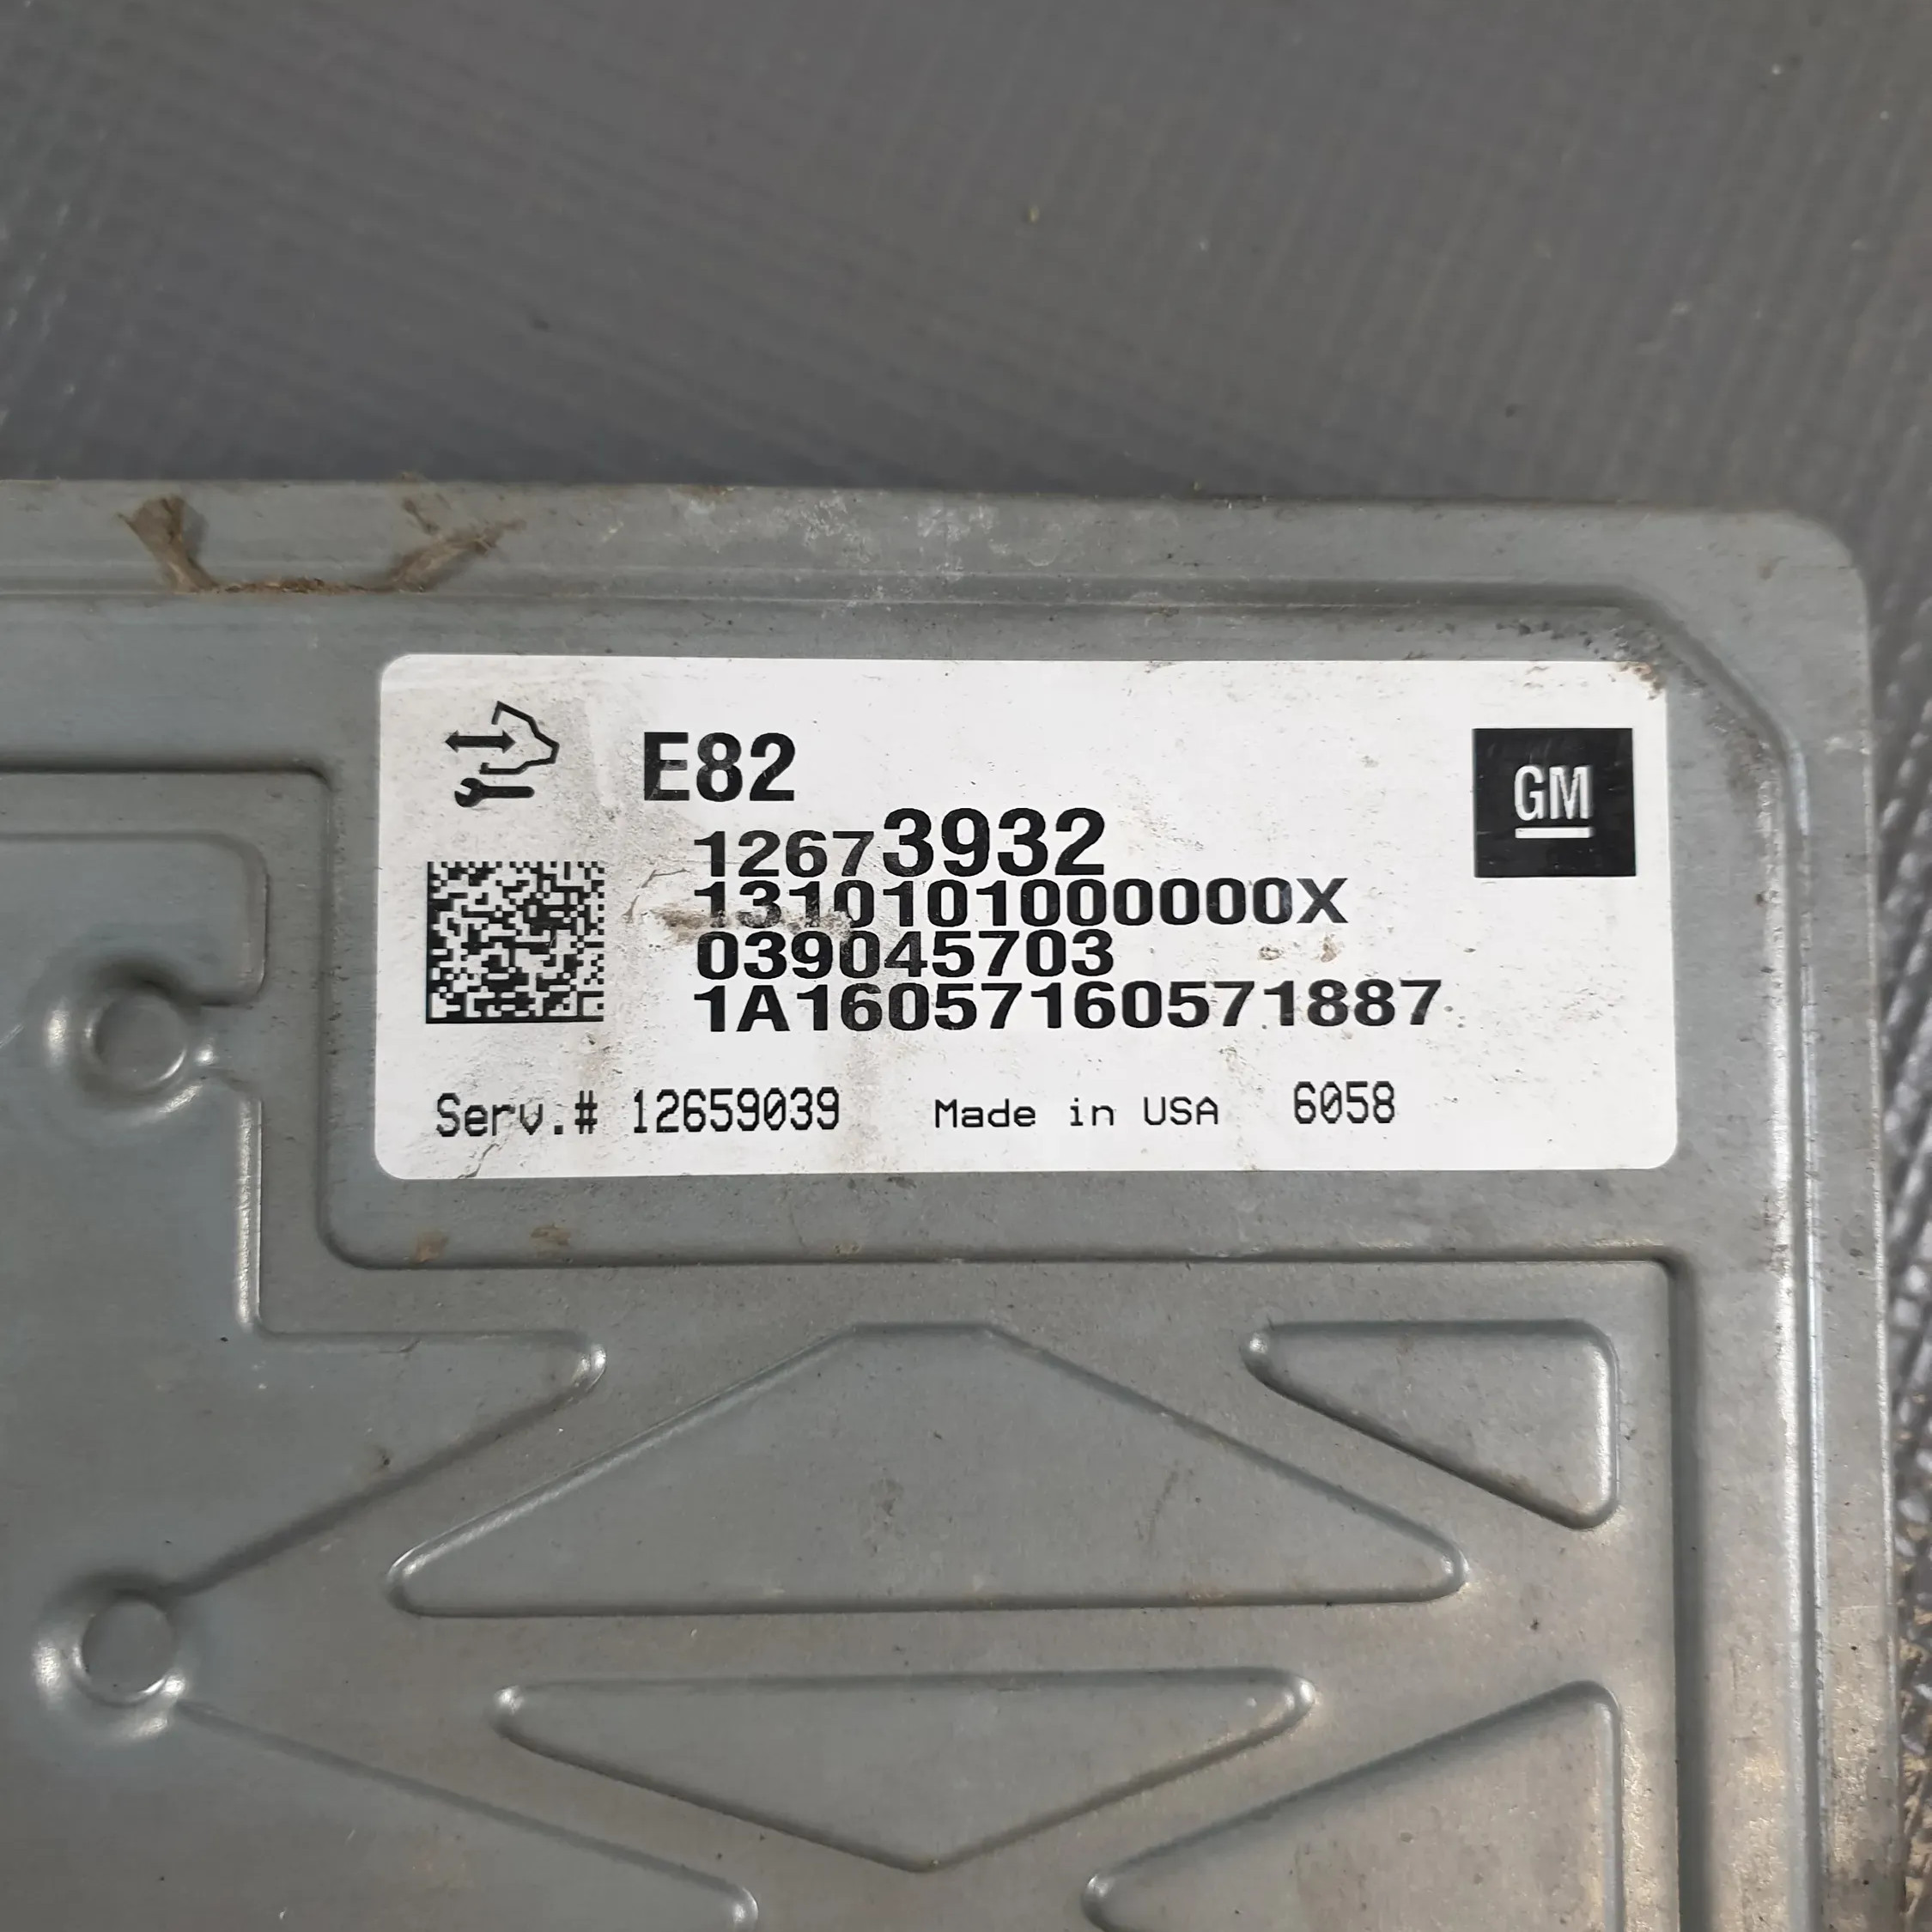 E82
GM
12673932
1310101000000X
039045703
1A16057160571887
Serv.# 12659039 Made in USA 6058